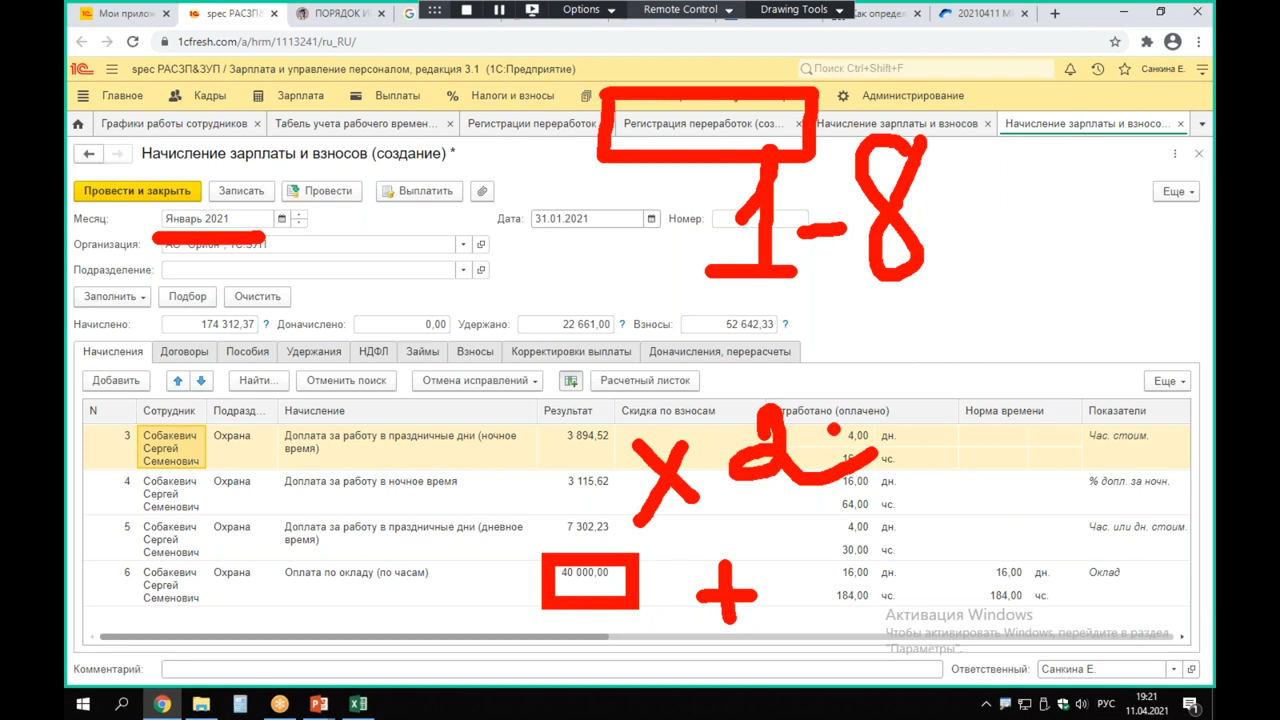 Мои прилож
spec РАСЗП&ЗУП
ПОРЯДОК И
Options
Remote Control
Drawing Tools
Как опреде
20210411 М
1cfresh.com/a/hrm/1113241/ru_RU/
spec РАСЗП&ЗУП / Зарплата и управление персоналом, редакция 3.1 (1С:Предприятие)
Поиск Ctrl+Shift+F
Санкина Е.
Главное
Кадры
Зарплата
Выплаты
Налоги и взносы
Администрирование
Графики работы сотрудников
Табель учета рабочего времен...
Регистрации переработок
Регистрация переработок (соз...
Начисление зарплаты и взносов
Начисление зарплаты и взносо...
Начисление зарплаты и взносов (создание) *
1-8
Провести и закрыть
Записать
Провести
Выплатить
Еще
Месяц:
Январь 2021
Дата:
31.01.2021
Номер:
Организация:
Подразделение:
Заполнить
Подбор
Очистить
Начислено:
174 312,37
?
Доначислено:
0,00
Удержано:
22 661,00
?
Взносы:
52 642,33
?
Начисления
Договоры
Пособия
Удержания
НДФЛ
Займы
Взносы
Корректировки выплаты
Доначисления, перерасчеты
Добавить
Найти...
Отменить поиск
Отмена исправлений
Расчетный листок
Еще
N
Сотрудник
Подразд...
Начисление
Результат
Скидка по взносам
тработано (оплачено)
Норма времени
Показатели
3
Собакевич
Сергей
Семенович
Охрана
Доплата за работу в праздничные дни (ночное
время)
3 894,52
4,00 дн.
чс.
Час. стоим.
x 2
4
Собакевич
Сергей
Семенович
Охрана
Доплата за работу в ночное время
3 115,62
16,00 дн.
64,00 чс.
% допл. за ночн.
5
Собакевич
Сергей
Семенович
Охрана
Доплата за работу в праздничные дни (дневное
время)
7 302,23
4,00 дн.
30,00 чс.
Час. или дн. стоим.
6
Собакевич
Сергей
Семенович
Охрана
Оплата по окладу (по часам)
40 000,00
+
16,00 дн.
184,00 чс.
16,00 дн.
184,00 чс.
Оклад
Активация Windows
Чтобы активировать Windows, перейдите в раздел
"Параметры".
Комментарий:
Ответственный:
Санкина Е.
РУС
19:21
11.04.2021
1